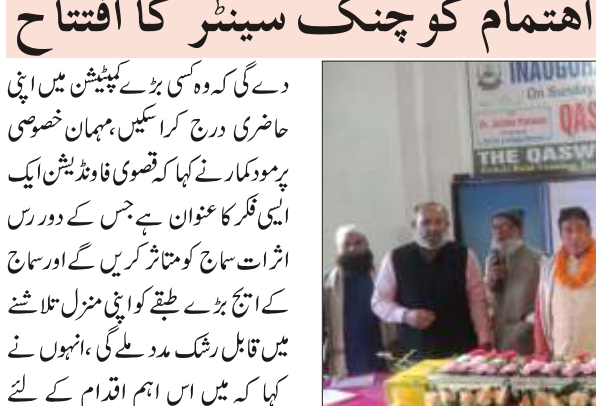 اهتمام کوچنگ سینٹر کا افتتاح
دے گی کہ وہ کسی بڑے کمپٹیشن میں اپنی
حاضری درج کرا سکیں، مہمان خصوصی
پرمود کمار نے کہا کہ قصویٰ فاونڈیشن ایک
ایسی فکر کا عنوان ہے جس کے دور رس
اثرات سماج کو متاثر کریں گے اور سماج
کے ایج بڑے طبقے کو اپنی منزل تلاشنے
میں قابل رشک مدد ملے گی، انہوں نے
کہا کہ میں اس اہم اقدام کے لئے
INAUGUR
On Sunday
QAS
THE QASW